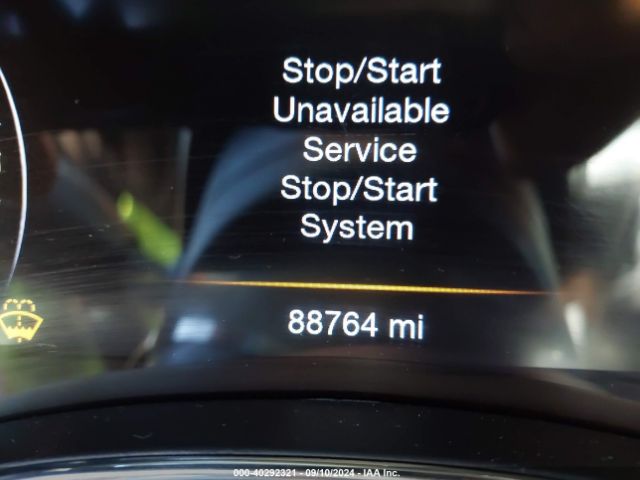 Stop/Start
Unavailable
Service
Stop/Start
System
88764 mi
000-40292321 - 09/10/2024 - IAA Inc.